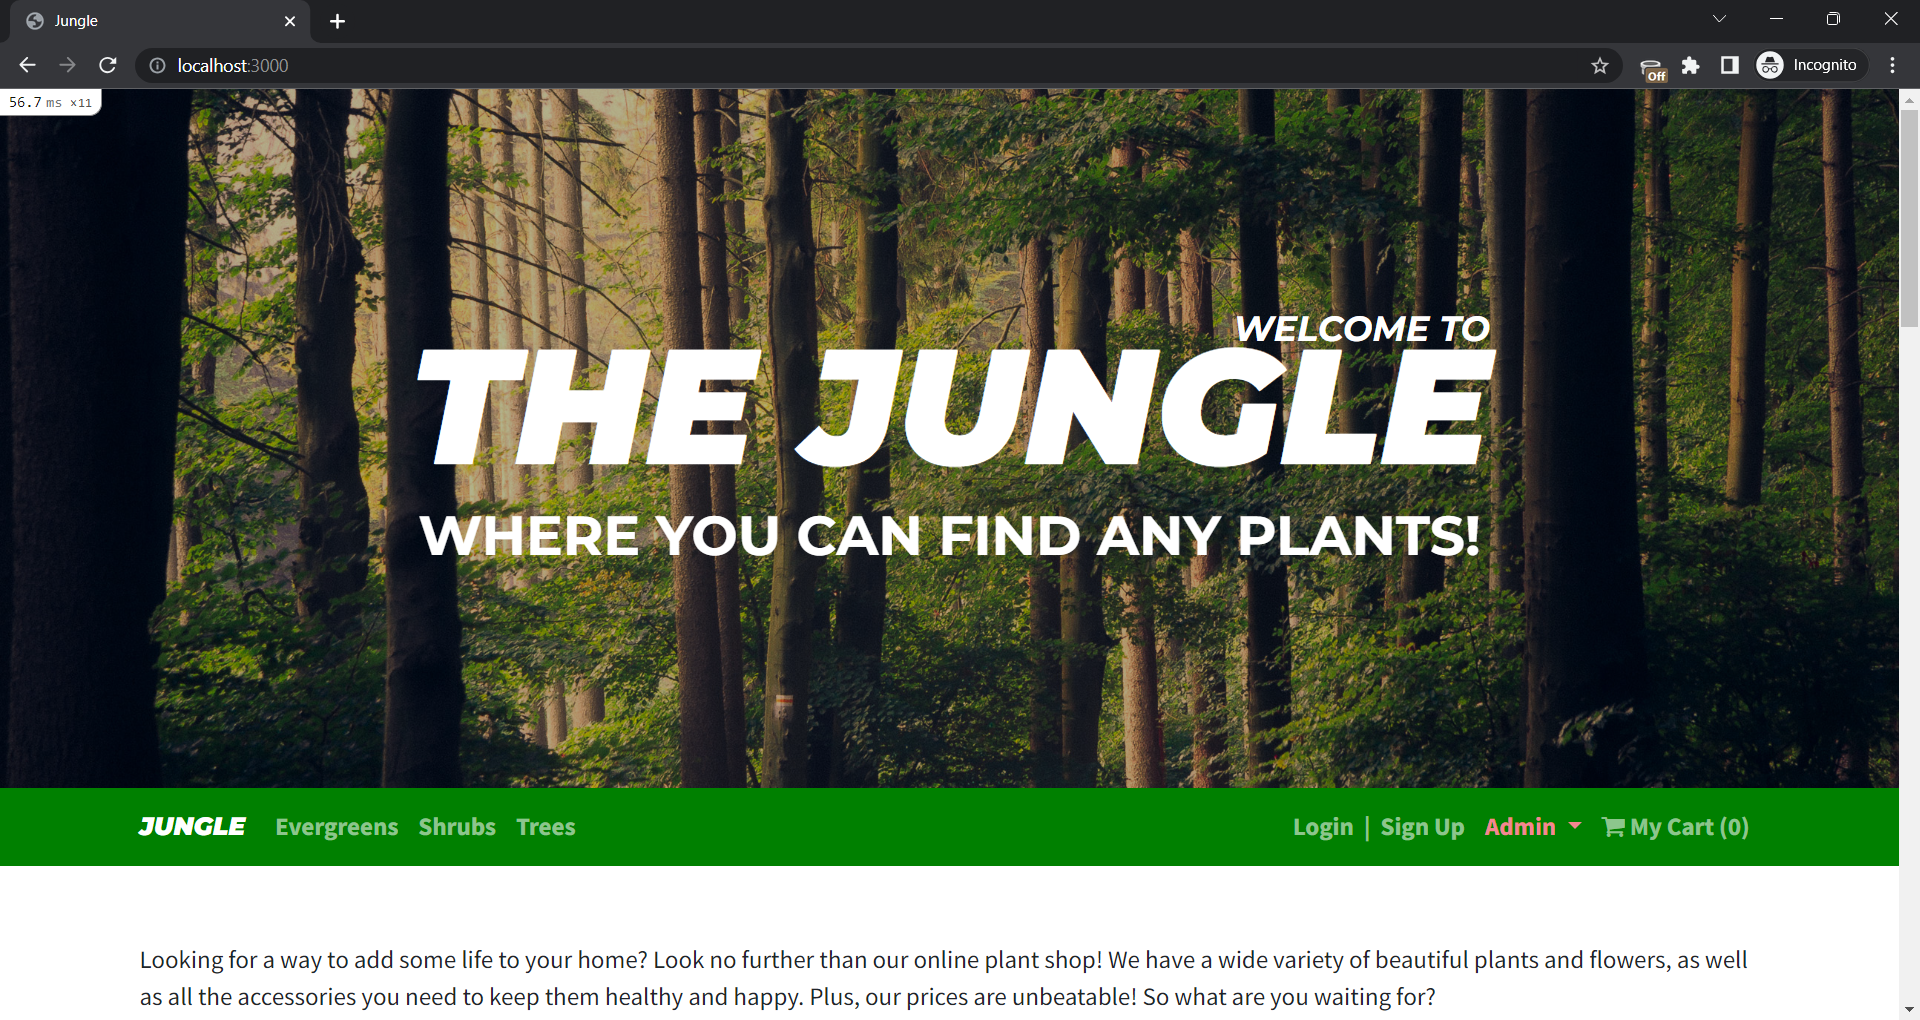 Jungle
localhost:3000
Off
Incognito
56.7 ms ×11
WELCOME TO
THE JUNGLE
WHERE YOU CAN FIND ANY PLANTS!
JUNGLE Evergreens Shrubs Trees Login | Sign Up Admin My Cart (0)
Looking for a way to add some life to your home? Look no further than our online plant shop! We have a wide variety of beautiful plants and flowers, as well
as all the accessories you need to keep them healthy and happy. Plus, our prices are unbeatable! So what are you waiting for?